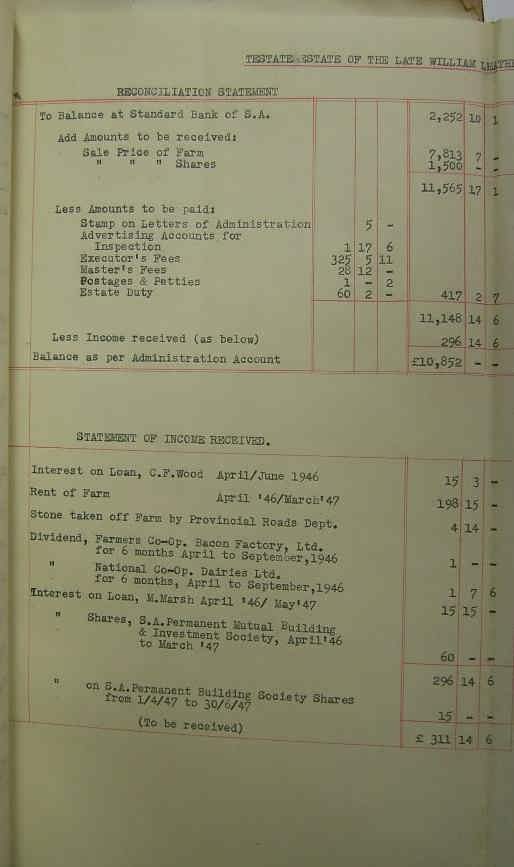 TESTATE ESTATE OF THE LATE WILLIAM
RECONCILIATION STATEMENT
To Balance at Standard Bank of S.A. 2,252 10 1
Add Amounts to be received:
Sale Price of Farm 7,813 7 -
" " " Shares 1,500 - -
11,565 17 1
Less Amounts to be paid:
Stamp on Letters of Administration 5 -
Advertising Accounts for
Inspection 1 17 6
Executor's Fees 325 5 11
Master's Fees 28 12 -
Postages & Petties 1 - 2
Estate Duty 60 2 - 417 2 7
11,148 14 6
Less Income received (as below) 296 14 6
Balance as per Administration Account £10,852 - -
STATEMENT OF INCOME RECEIVED.
Interest on Loan, C.F.Wood April/June 1946 15 3 -
Rent of Farm April '46/March'47 198 15 -
Stone taken off Farm by Provincial Roads Dept. 4 14 -
Dividend, Farmers Co-Op. Bacon Factory, Ltd.
for 6 months April to September,1946 1 - -
" National Co-Op. Dairies Ltd.
for 6 months, April to September,1946 1 7 6
Interest on Loan, M.Marsh April '46/ May'47 15 15 -
" Shares, S.A.Permanent Mutual Building
& Investment Society, April'46
to March '47 60 - -
296 14 6
" on S.A.Permanent Building Society Shares
from 1/4/47 to 30/6/47 15 - -
(To be received)
£ 311 14 6